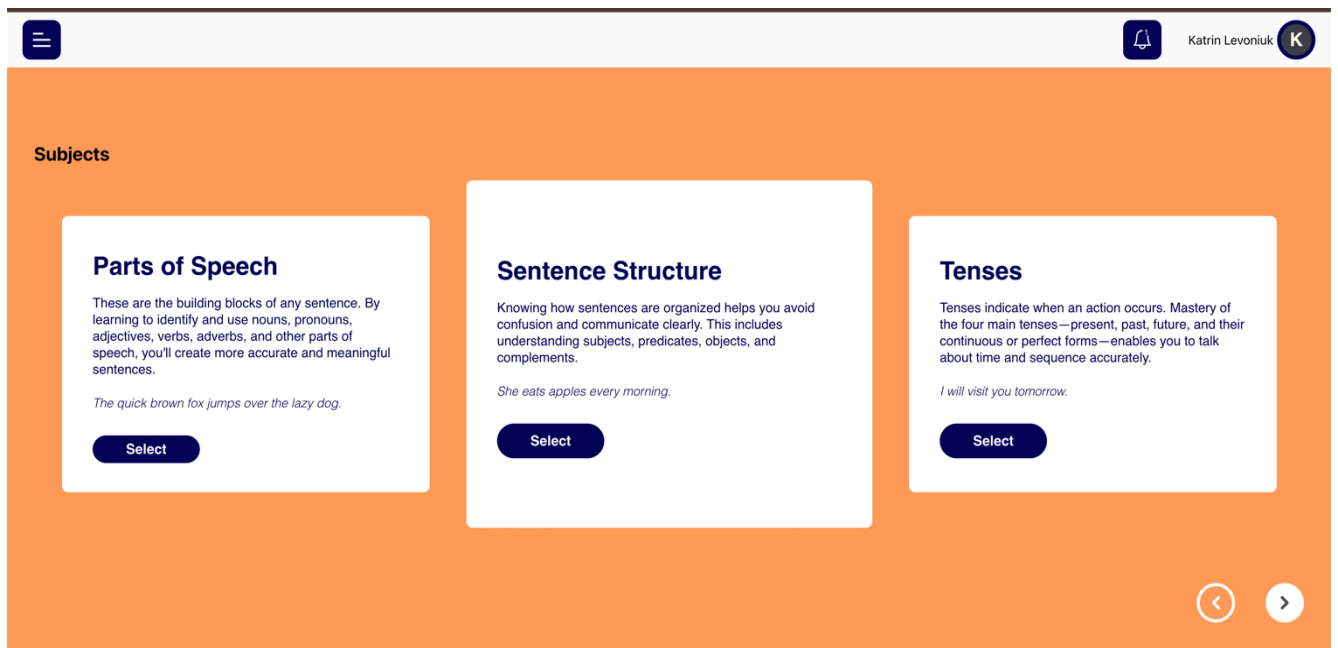 Katrin Levoniuk
K
Subjects
Parts of Speech
These are the building blocks of any sentence. By
learning to identify and use nouns, pronouns,
adjectives, verbs, adverbs, and other parts of
speech, you'll create more accurate and meaningful
sentences.
The quick brown fox jumps over the lazy dog.
Select
Sentence Structure
Knowing how sentences are organized helps you avoid
confusion and communicate clearly. This includes
understanding subjects, predicates, objects, and
complements.
She eats apples every morning.
Select
Tenses
Tenses indicate when an action occurs. Mastery of
the four main tenses—present, past, future, and their
continuous or perfect forms—enables you to talk
about time and sequence accurately.
I will visit you tomorrow.
Select